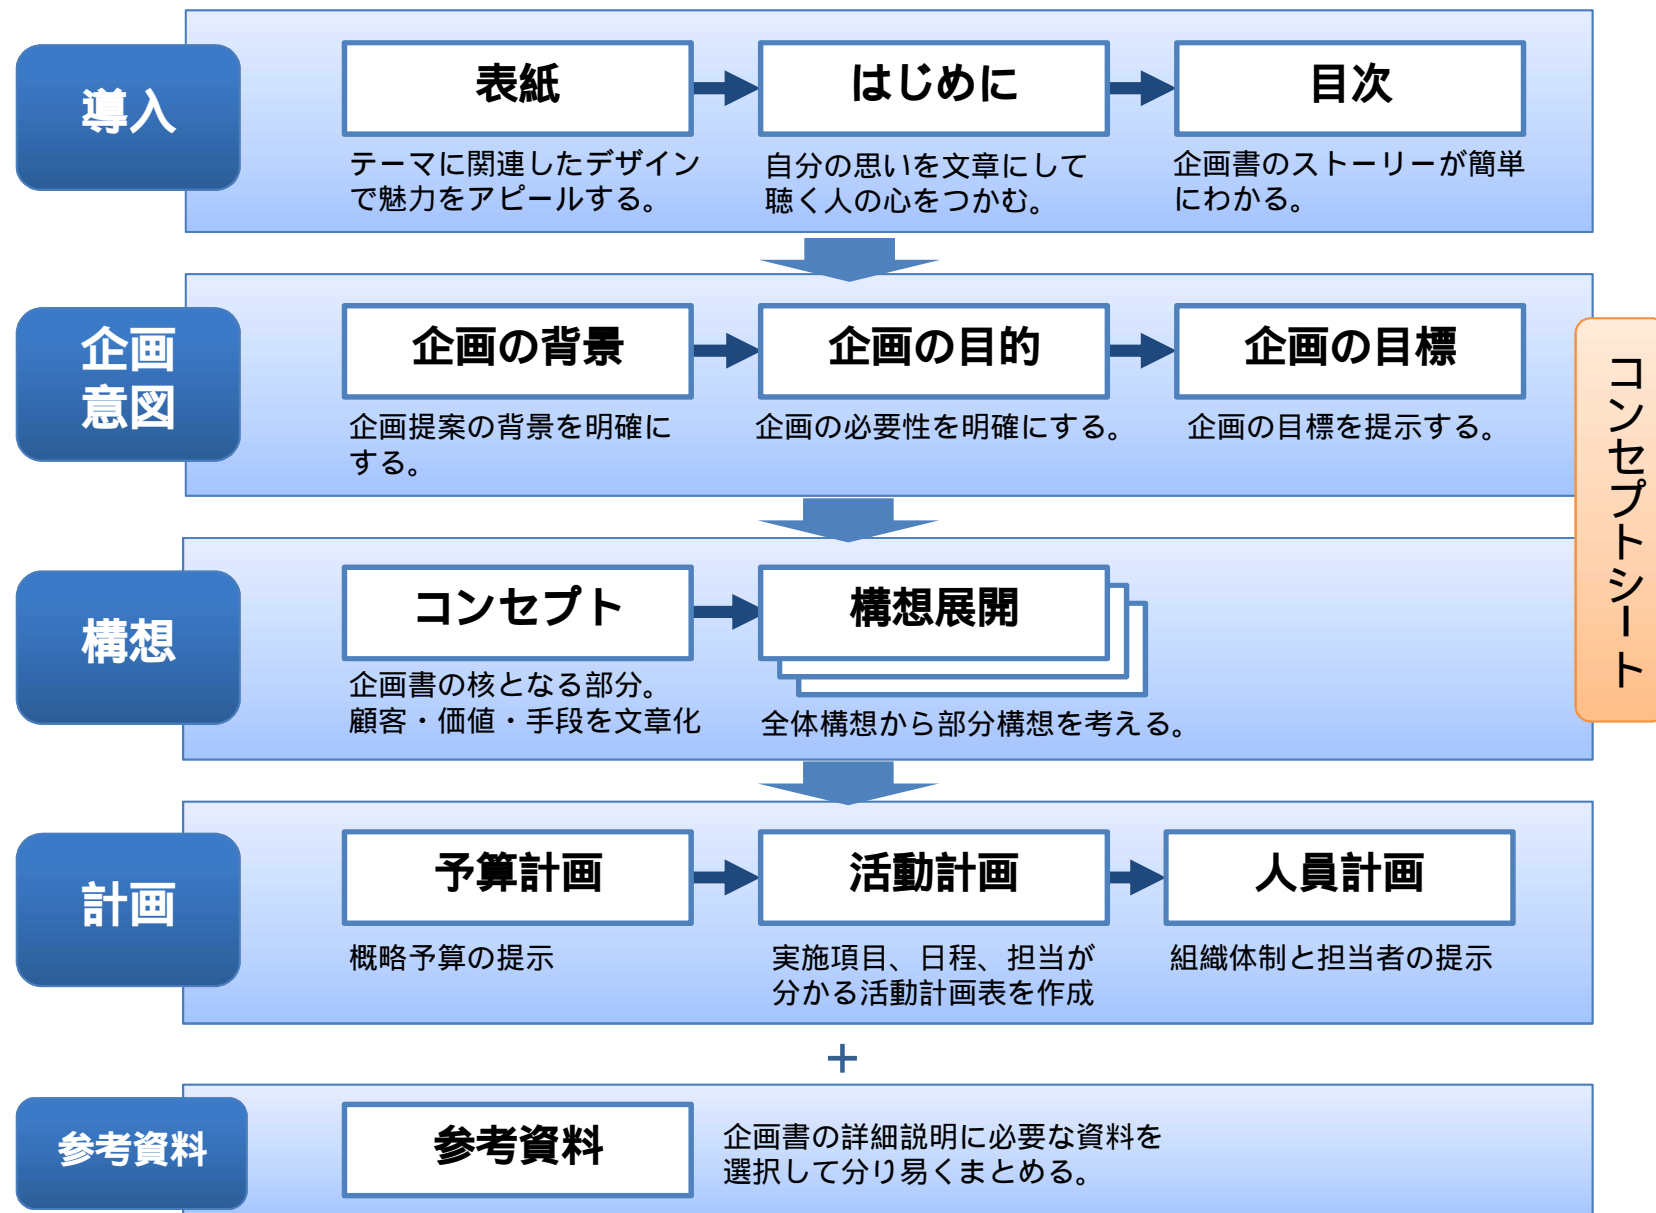 導入
表紙
はじめに
目次
テーマに関連したデザイン
で魅力をアピールする。
自分の思いを文章にして
聴く人の心をつかむ。
企画書のストーリーが簡単
にわかる。
企画
意図
企画の背景
企画の目的
企画の目標
企画提案の背景を明確に
する。
企画の必要性を明確にする。
企画の目標を提示する。
コンセプトシート
構想
コンセプト
構想展開
企画書の核となる部分。
顧客・価値・手段を文章化
全体構想から部分構想を考える。
計画
予算計画
活動計画
人員計画
概略予算の提示
実施項目、日程、担当が
分かる活動計画表を作成
組織体制と担当者の提示
+
参考資料
参考資料
企画書の詳細説明に必要な資料を
選択して分り易くまとめる。